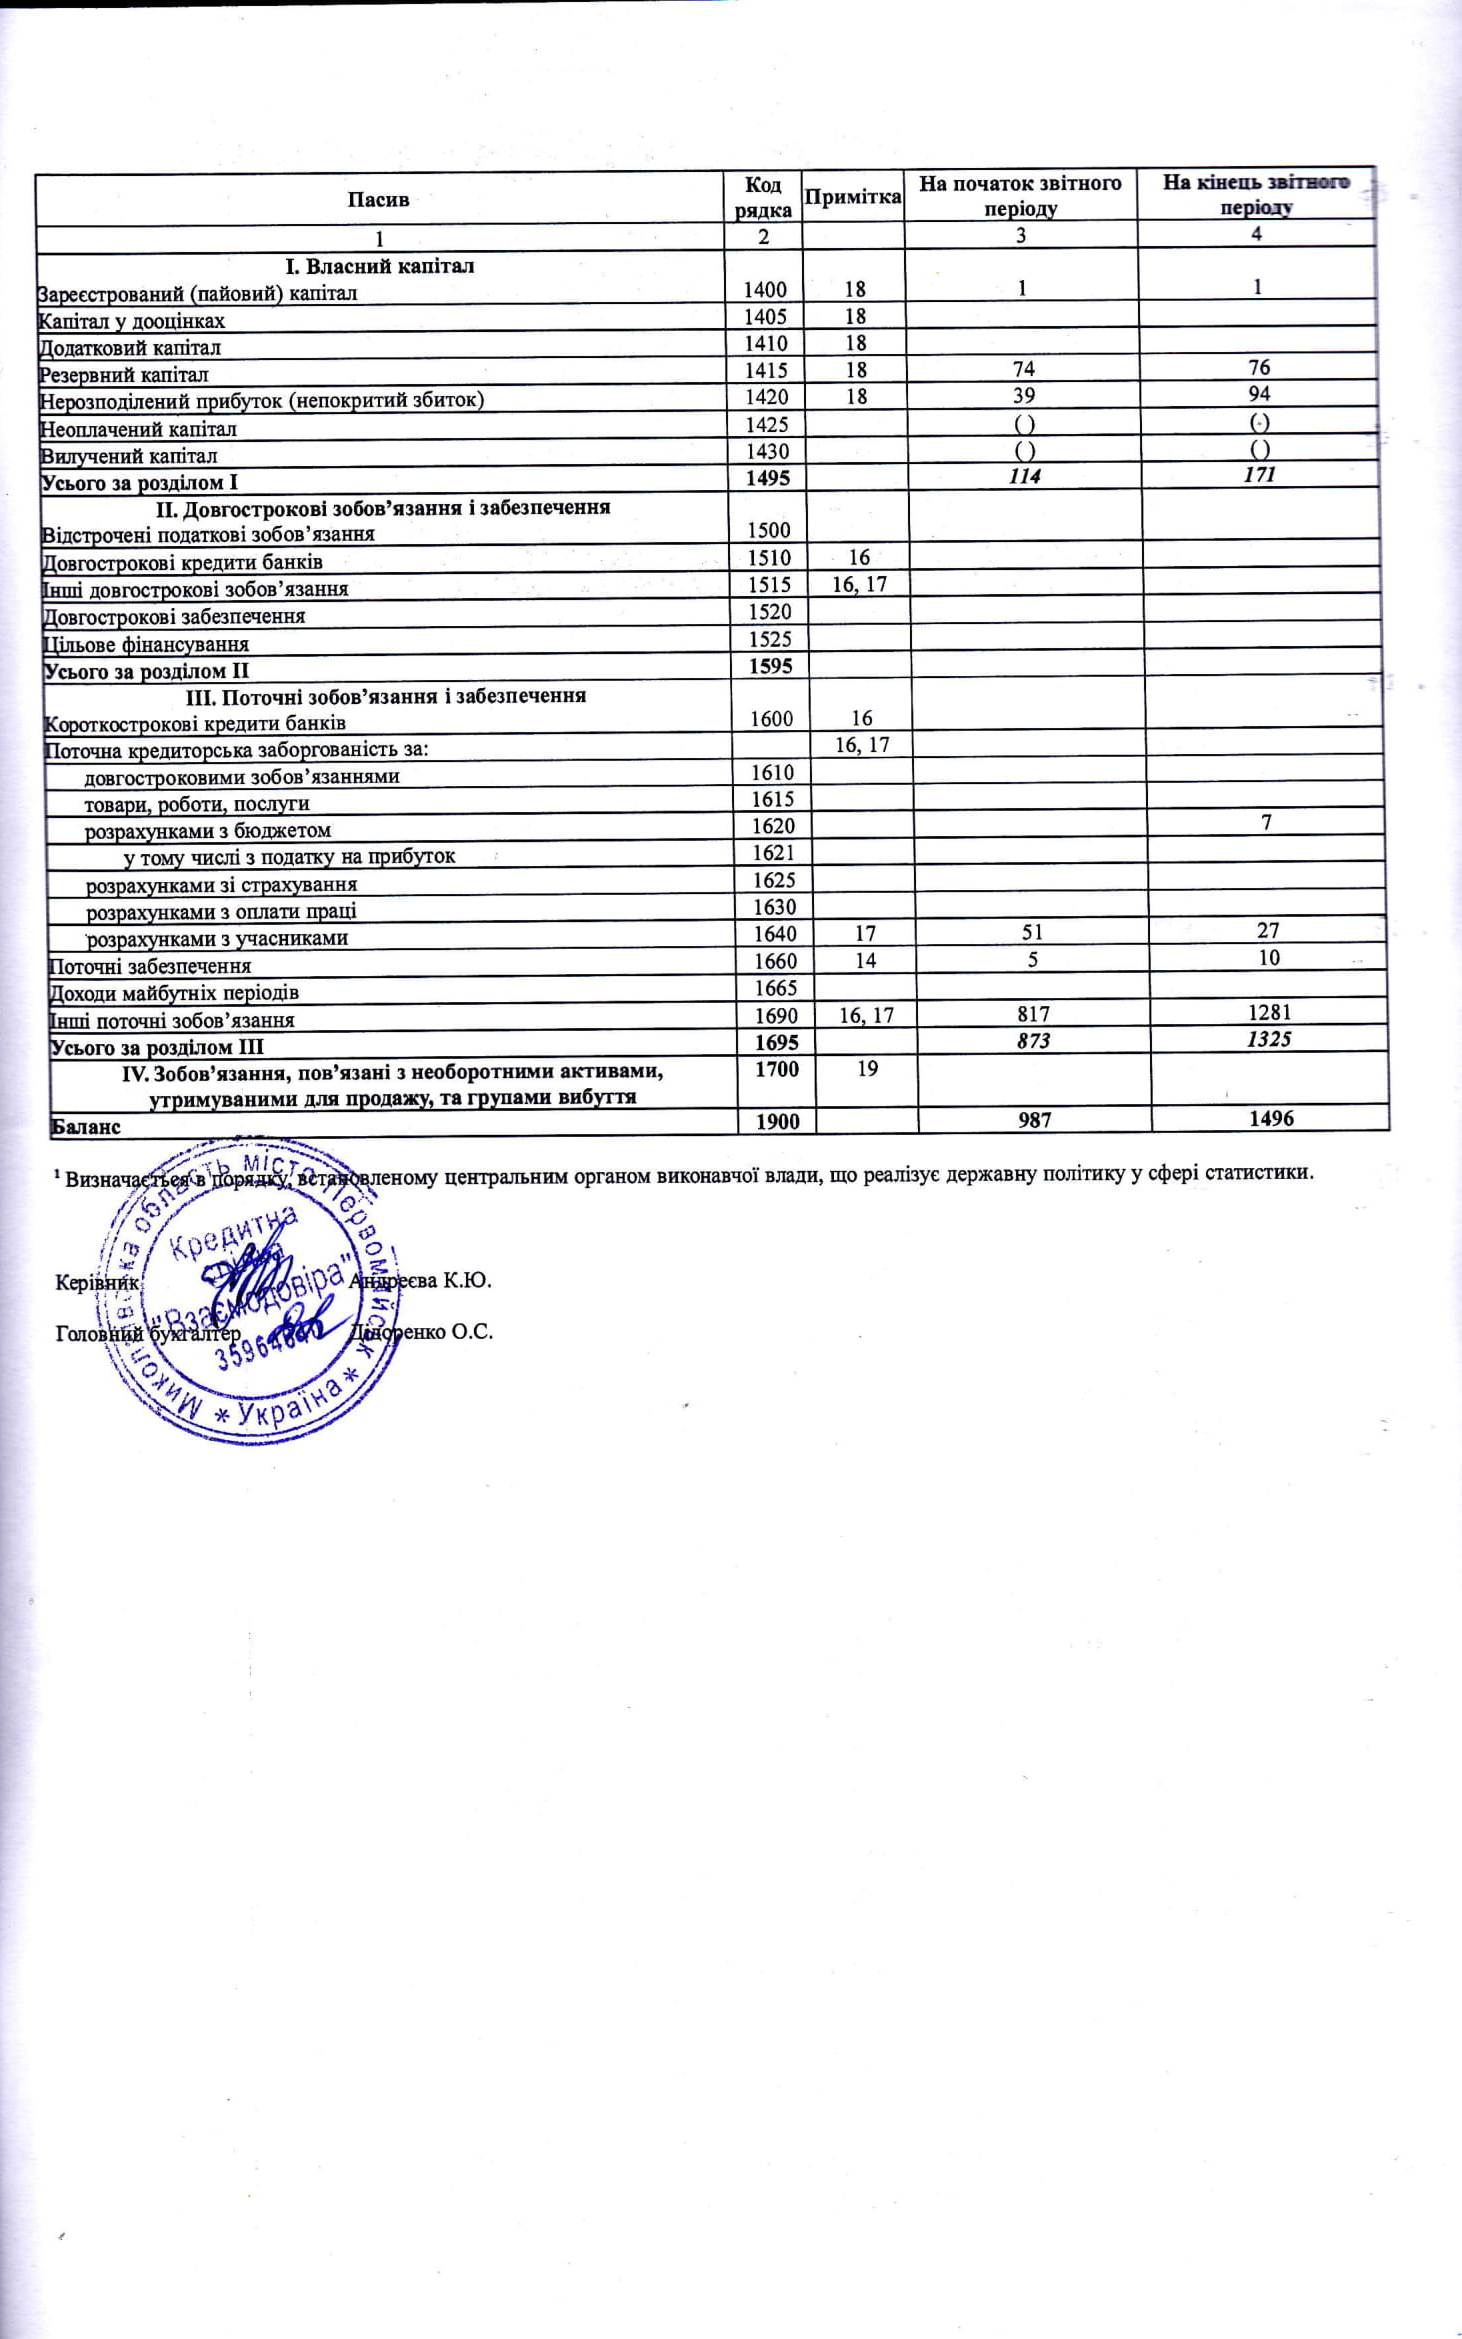 Пасив Код рядка Примітка На початок звітного періоду На кінець звітного періоду
1 2 3 4
І. Власний капітал
Зареєстрований (пайовий) капітал 1400 18 1 1
Капітал у дооцінках 1405 18
Додатковий капітал 1410 18
Резервний капітал 1415 18 74 76
Нерозподілений прибуток (непокритий збиток) 1420 18 39 94
Неоплачений капітал 1425 ( ) (-)
Вилучений капітал 1430 ( ) ( )
Усього за розділом І 1495 114 171
ІІ. Довгострокові зобов’язання і забезпечення
Відстрочені податкові зобов’язання 1500
Довгострокові кредити банків 1510 16
Інші довгострокові зобов’язання 1515 16, 17
Довгострокові забезпечення 1520
Цільове фінансування 1525
Усього за розділом ІІ 1595
ІІІ. Поточні зобов’язання і забезпечення
Короткострокові кредити банків 1600 16
Поточна кредиторська заборгованість за: 16, 17
довгостроковими зобов’язаннями 1610
товари, роботи, послуги 1615
розрахунками з бюджетом 1620 7
у тому числі з податку на прибуток 1621
розрахунками зі страхування 1625
розрахунками з оплати праці 1630
розрахунками з учасниками 1640 17 51 27
Поточні забезпечення 1660 14 5 10
Доходи майбутніх періодів 1665
Інші поточні зобов’язання 1690 16, 17 817 1281
Усього за розділом ІІІ 1695 873 1325
IV. Зобов’язання, пов’язані з необоротними активами, 1700 19
утримуваними для продажу, та групами вибуття
Баланс 1900 987 1496
¹ Визначається в порядку, встановленому центральним органом виконавчої влади, що реалізує державну політику у сфері статистики.
Керівник Андреєва К.Ю.
Головний бухгалтер Дідоренко О.С.
Миколаївська область місто Первомайськ * Україна *
Кредитна
спілка
"Взаємодовіра"